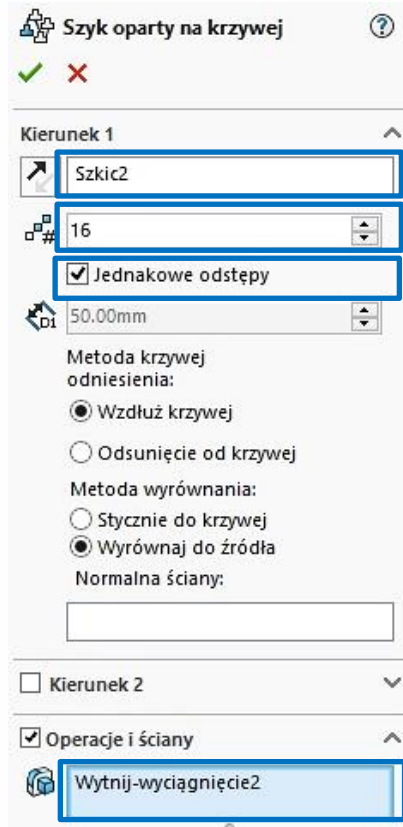 Szyk oparty na krzywej
Kierunek 1
Szkic2
# 16
Jednakowe odstępy
D1 50.00mm
Metoda krzywej
odniesienia:
Wzdłuż krzywej
Odsunięcie od krzywej
Metoda wyrównania:
Stycznie do krzywej
Wyrównaj do źródła
Normalna ściany:
Kierunek 2
Operacje i ściany
Wytnij-wyciągnięcie2